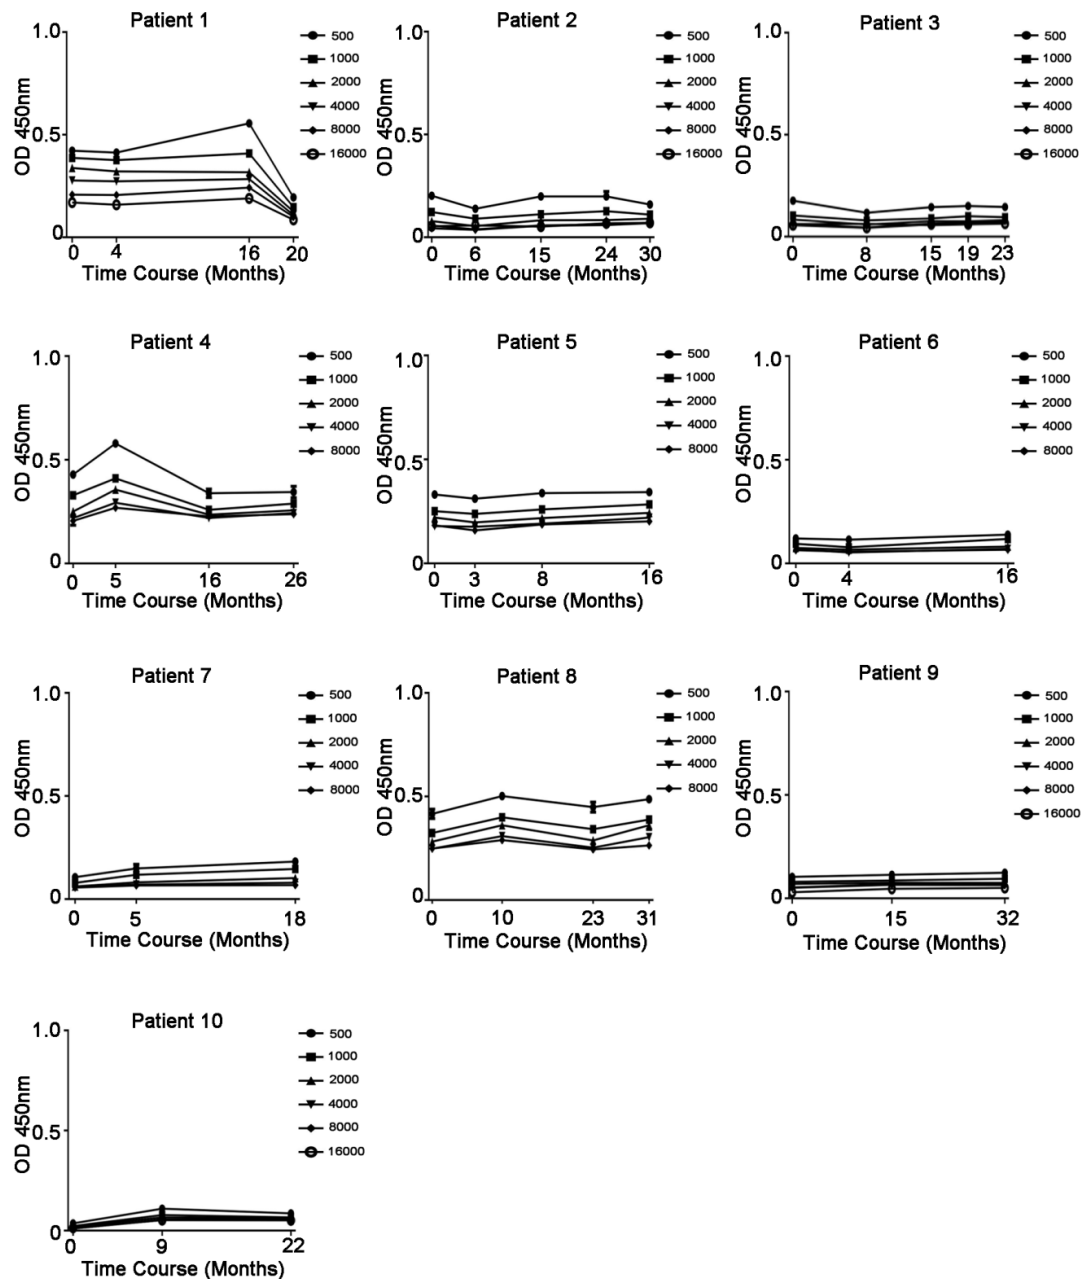 Patient 1
1.0
0.5
0
OD 450nm
500
1000
2000
4000
8000
16000
0 4 16 20
Time Course (Months)
Patient 2
1.0
0.5
0
OD 450nm
500
1000
2000
4000
8000
16000
0 6 15 24 30
Time Course (Months)
Patient 3
1.0
0.5
0
OD 450nm
500
1000
2000
4000
8000
16000
0 8 15 19 23
Time Course (Months)
Patient 4
1.0
0.5
0
OD 450nm
500
1000
2000
4000
8000
0 5 16 26
Time Course (Months)
Patient 5
1.0
0.5
0
OD 450nm
500
1000
2000
4000
8000
0 3 8 16
Time Course (Months)
Patient 6
1.0
0.5
0
OD 450nm
500
1000
2000
4000
8000
0 4 16
Time Course (Months)
Patient 7
1.0
0.5
0
OD 450nm
500
1000
2000
4000
8000
0 5 18
Time Course (Months)
Patient 8
1.0
0.5
0
OD 450nm
500
1000
2000
4000
8000
0 10 23 31
Time Course (Months)
Patient 9
1.0
0.5
0
OD 450nm
500
1000
2000
4000
8000
16000
0 15 32
Time Course (Months)
Patient 10
1.0
0.5
0
OD 450nm
500
1000
2000
4000
8000
16000
0 9 22
Time Course (Months)